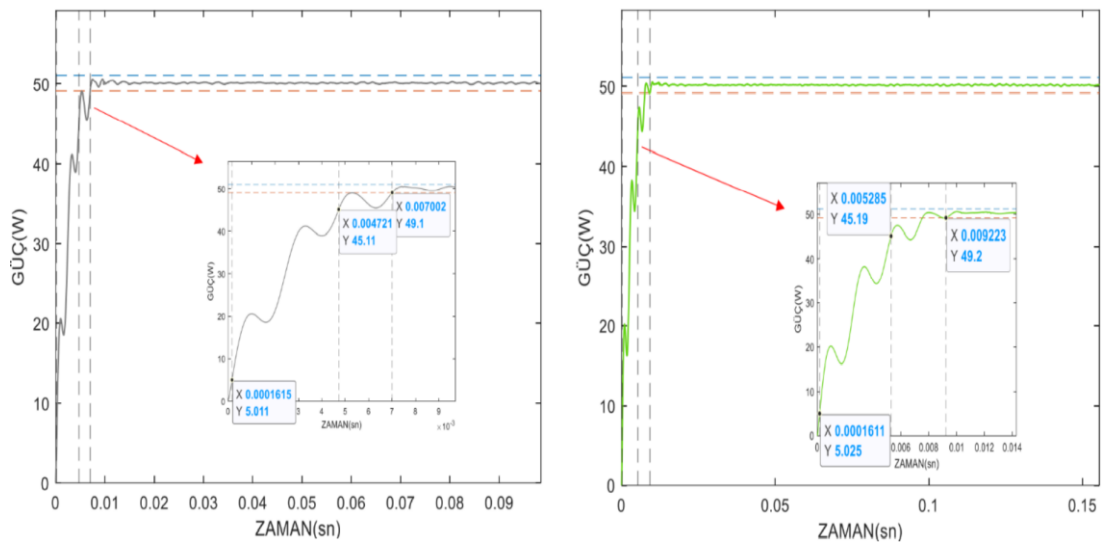 GÜÇ(W)
50
40
30
20
10
0
0
0.01
0.02
0.03
0.04
0.05
0.06
0.07
0.08
0.09
ZAMAN(sn)
GÜÇ(W)
50
40
30
20
10
0
X 0.004721
Y 45.11
X 0.007002
Y 49.1
X 0.0001615
Y 5.011
0
3
4
5
6
7
8
9
×10⁻³
ZAMAN(sn)
GÜÇ(W)
50
40
30
20
10
0
0
0.05
0.1
0.15
ZAMAN(sn)
GÜÇ(W)
50
40
30
20
10
0
X 0.005285
Y 45.19
X 0.009223
Y 49.2
X 0.0001611
Y 5.025
0
0.006
0.008
0.01
0.012
0.014
ZAMAN(sn)